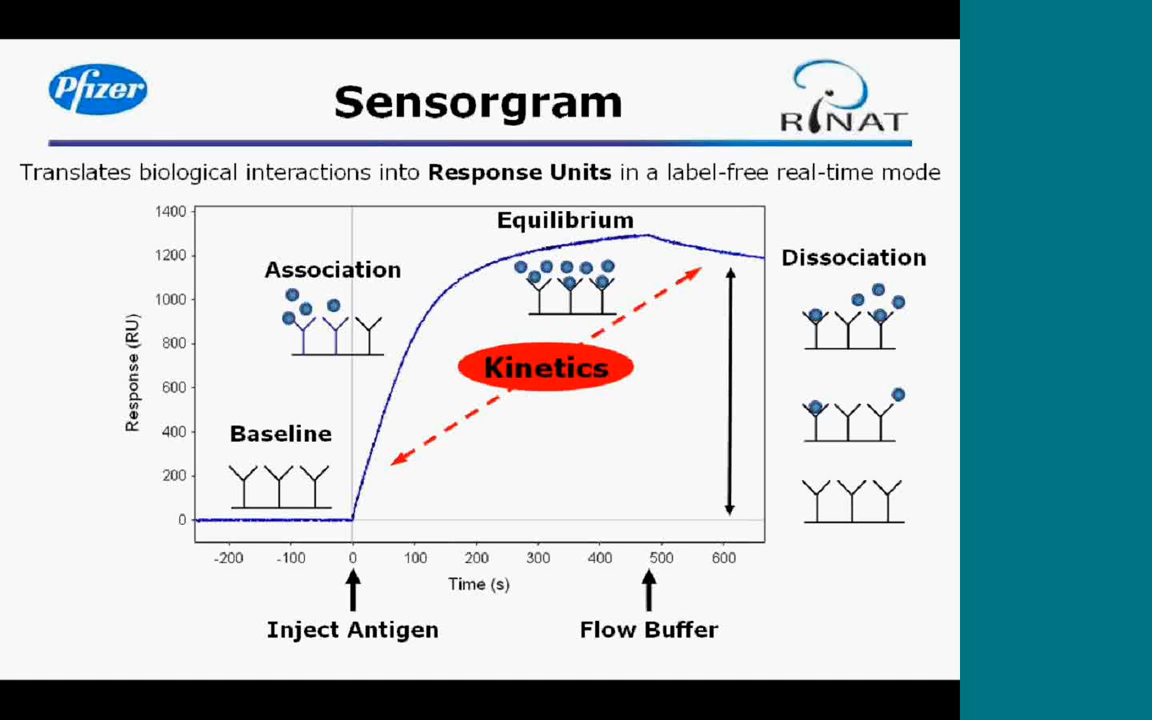 Pfizer
Sensorgram
RINAT
Translates biological interactions into Response Units in a label-free real-time mode
1400
1200
1000
800
600
400
200
0
Response (RU)
Equilibrium
Association
Dissociation
Kinetics
Baseline
-200 -100 0 100 200 300 400 500 600
Time (s)
Inject Antigen
Flow Buffer